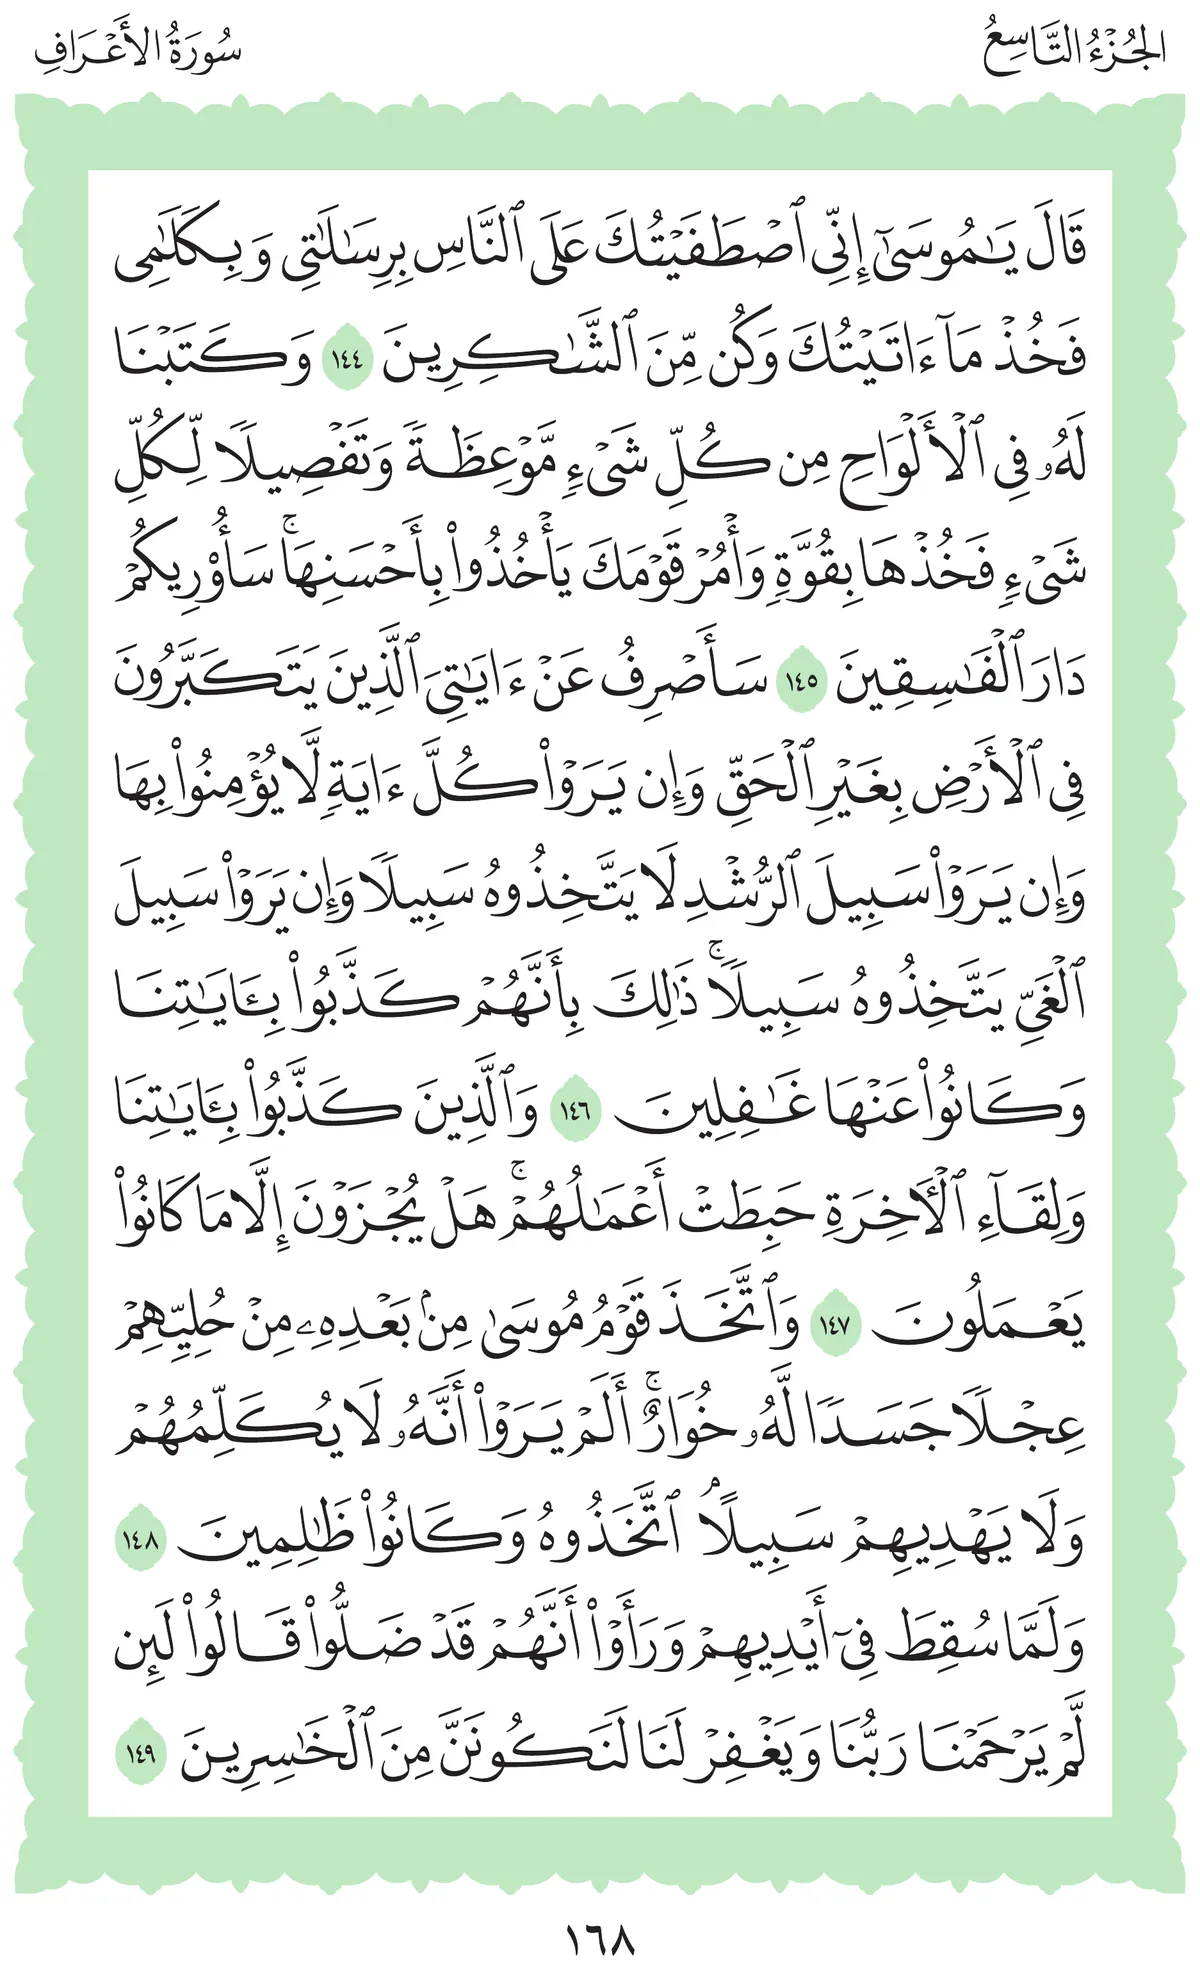 الجُزْءُ التَّاسِعُ
سُورَةُ الأَعْرَافِ
قَالَ يَٰمُوسَىٰٓ إِنِّي ٱصۡطَفَيۡتُكَ عَلَى ٱلنَّاسِ بِرِسَٰلَٰتِي وَبِكَلَٰمِي
فَخُذۡ مَآ ءَاتَيۡتُكَ وَكُن مِّنَ ٱلشَّٰكِرِينَ ١٤٤ وَكَتَبۡنَا
لَهُۥ فِي ٱلۡأَلۡوَاحِ مِن كُلِّ شَيۡءٖ مَّوۡعِظَةٗ وَتَفۡصِيلٗا لِّكُلِّ
شَيۡءٖ فَخُذۡهَا بِقُوَّةٖ وَأۡمُرۡ قَوۡمَكَ يَأۡخُذُواْ بِأَحۡسَنِهَاۚ سَأُوْرِيكُمۡ
دَارَ ٱلۡفَٰسِقِينَ ١٤٥ سَأَصۡرِفُ عَنۡ ءَايَٰتِيَ ٱلَّذِينَ يَتَكَبَّرُونَ
فِي ٱلۡأَرۡضِ بِغَيۡرِ ٱلۡحَقِّ وَإِن يَرَوۡاْ كُلَّ ءَايَةٖ لَّا يُؤۡمِنُواْ بِهَا
وَإِن يَرَوۡاْ سَبِيلَ ٱلرُّشۡدِ لَا يَتَّخِذُوهُ سَبِيلٗا وَإِن يَرَوۡاْ سَبِيلَ
ٱلۡغَيِّ يَتَّخِذُوهُ سَبِيلٗاۚ ذَٰلِكَ بِأَنَّهُمۡ كَذَّبُواْ بِـَٔايَٰتِنَا
وَكَانُواْ عَنۡهَا غَٰفِلِينَ ١٤٦ وَٱلَّذِينَ كَذَّبُواْ بِـَٔايَٰتِنَا
وَلِقَآءِ ٱلۡأٓخِرَةِ حَبِطَتۡ أَعۡمَٰلُهُمۡۚ هَلۡ يُجۡزَوۡنَ إِلَّا مَا كَانُواْ
يَعۡمَلُونَ ١٤٧ وَٱتَّخَذَ قَوۡمُ مُوسَىٰ مِنۢ بَعۡدِهِۦ مِنۡ حُلِيِّهِمۡ
عِجۡلٗا جَسَدٗا لَّهُۥ خُوَارٌۚ أَلَمۡ يَرَوۡاْ أَنَّهُۥ لَا يُكَلِّمُهُمۡ
وَلَا يَهۡدِيهِمۡ سَبِيلًاۘ ٱتَّخَذُوهُ وَكَانُواْ ظَٰلِمِينَ ١٤٨
وَلَمَّا سُقِطَ فِيٓ أَيۡدِيهِمۡ وَرَأَوۡاْ أَنَّهُمۡ قَدۡ ضَلُّواْ قَالُواْ لَئِن
لَّمۡ يَرۡحَمۡنَا رَبُّنَا وَيَغۡفِرۡ لَنَا لَنَكُونَنَّ مِنَ ٱلۡخَٰسِرِينَ ١٤٩
١٦٨